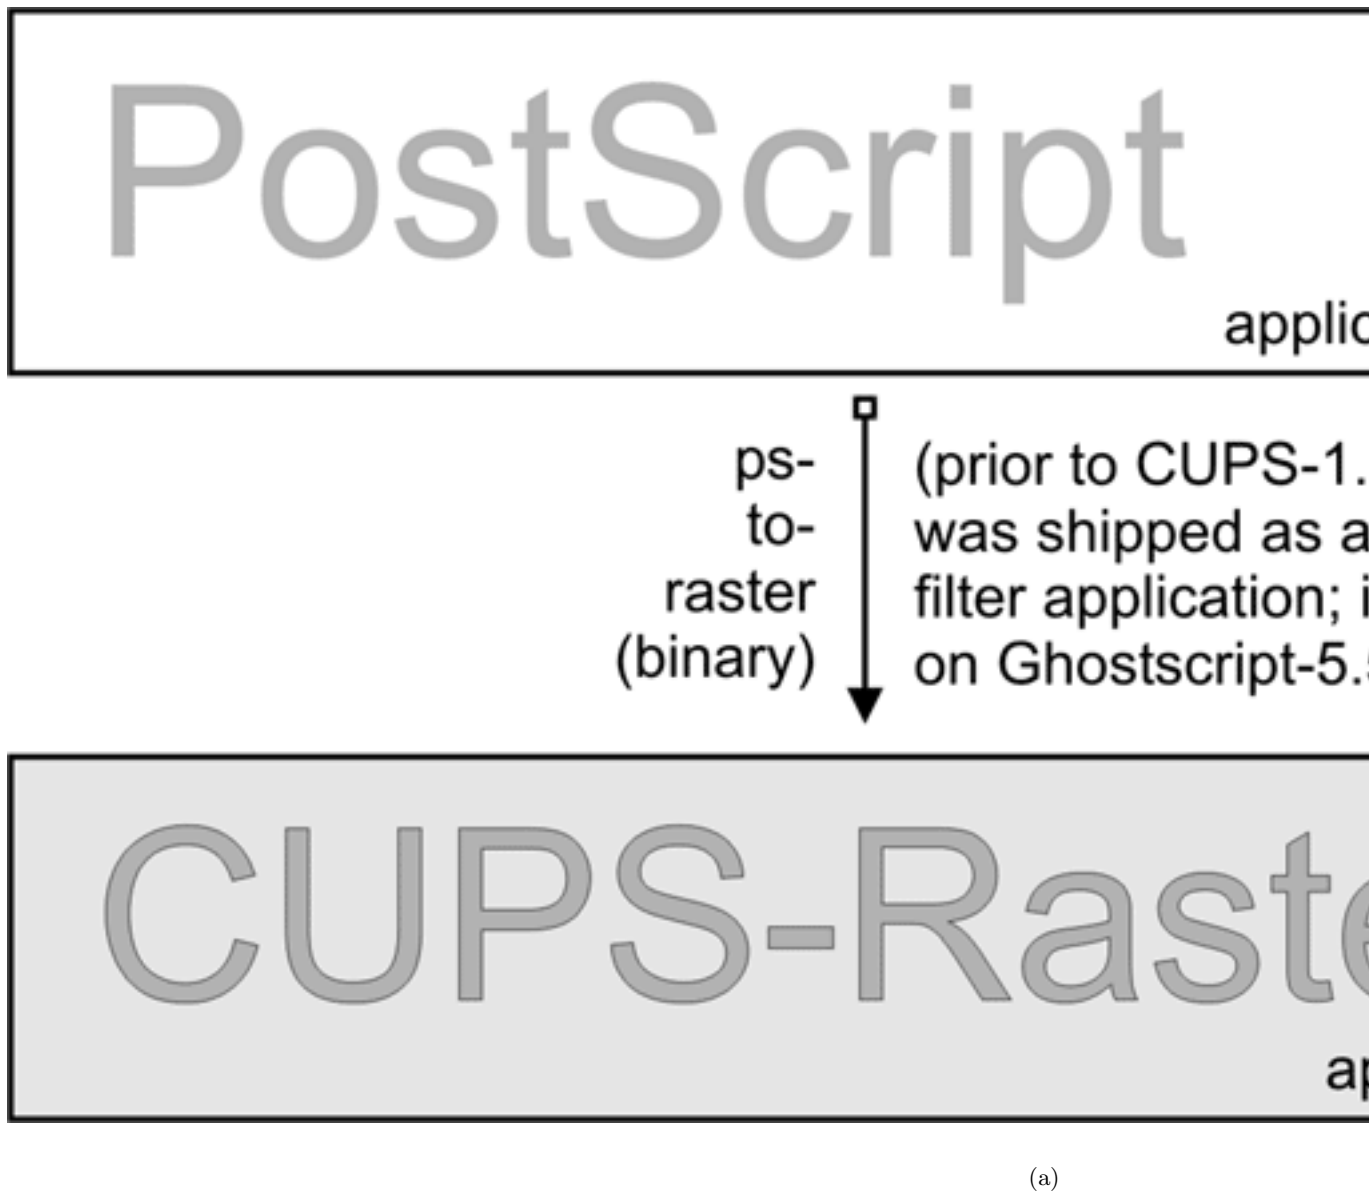 PostScript
applic
ps-
to-
raster
(binary)
(prior to CUPS-1.
was shipped as a
filter application; i
on Ghostscript-5.5
CUPS-Raste
ap
(a)